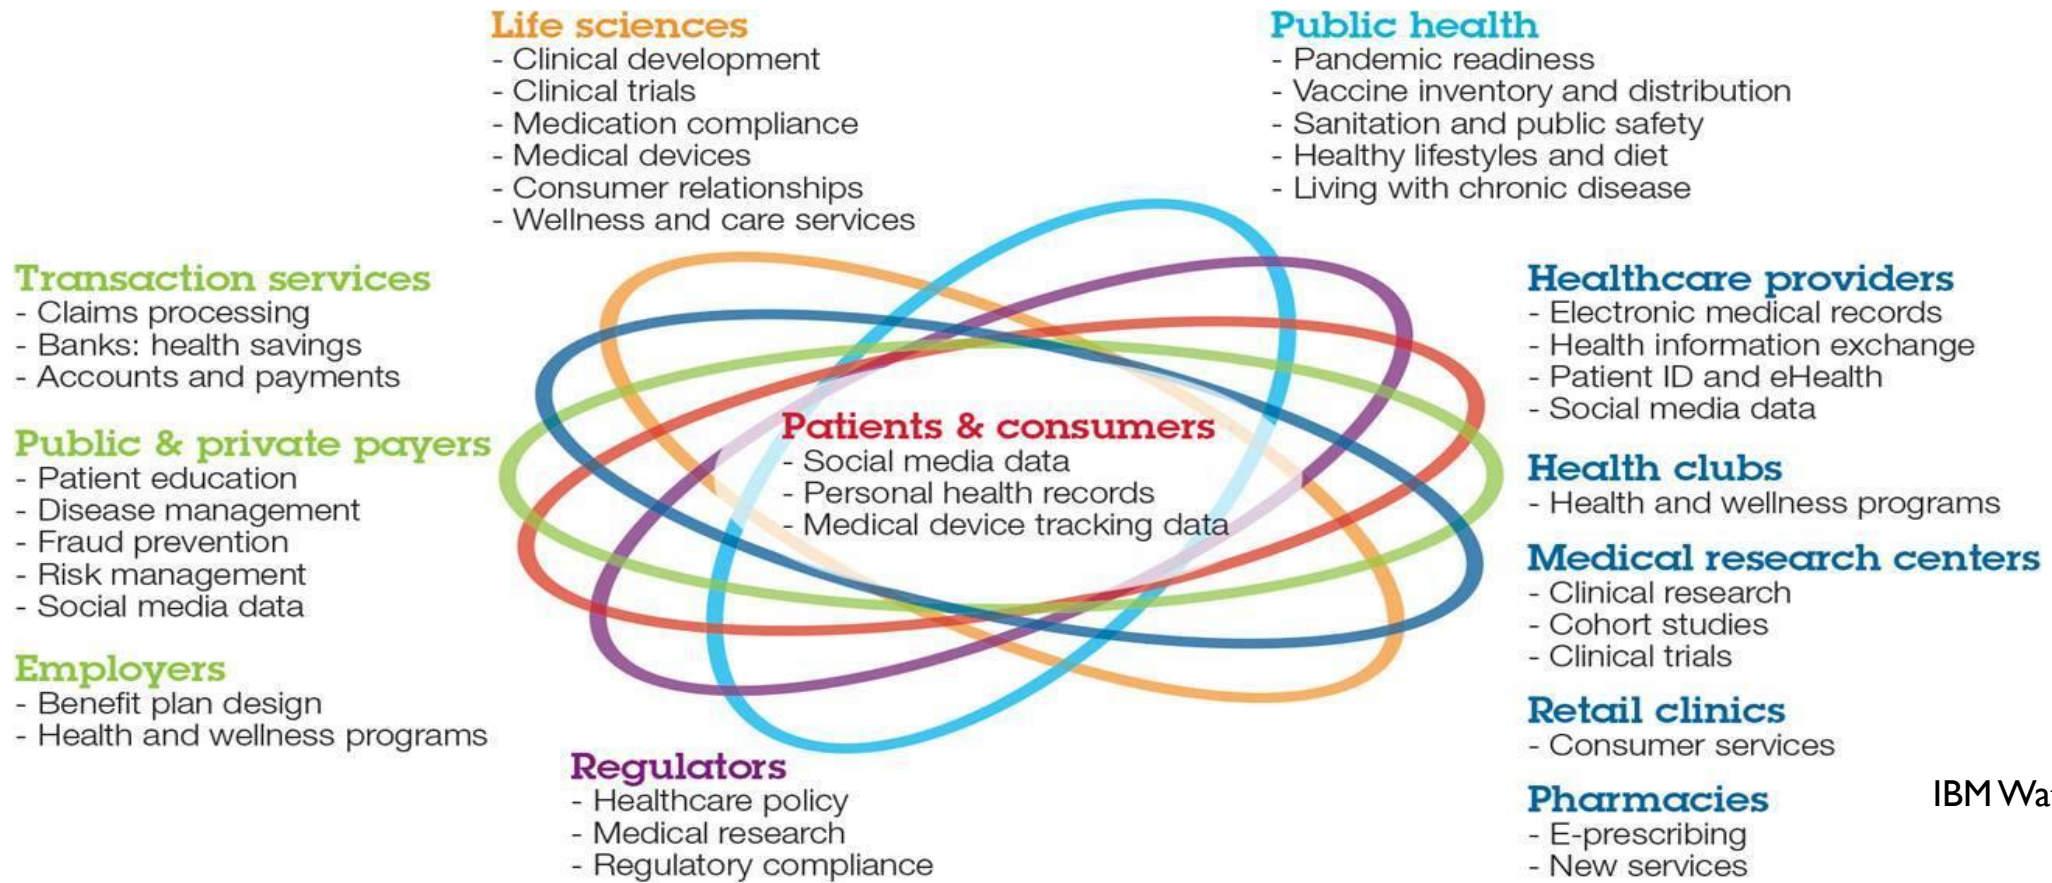 Life sciences
- Clinical development
- Clinical trials
- Medication compliance
- Medical devices
- Consumer relationships
- Wellness and care services
Public health
- Pandemic readiness
- Vaccine inventory and distribution
- Sanitation and public safety
- Healthy lifestyles and diet
- Living with chronic disease
Transaction services
- Claims processing
- Banks: health savings
- Accounts and payments
Public & private payers
- Patient education
- Disease management
- Fraud prevention
- Risk management
- Social media data
Employers
- Benefit plan design
- Health and wellness programs
Patients & consumers
- Social media data
- Personal health records
- Medical device tracking data
Regulators
- Healthcare policy
- Medical research
- Regulatory compliance
Healthcare providers
- Electronic medical records
- Health information exchange
- Patient ID and eHealth
- Social media data
Health clubs
- Health and wellness programs
Medical research centers
- Clinical research
- Cohort studies
- Clinical trials
Retail clinics
- Consumer services
Pharmacies
- E-prescribing
- New services
IBM